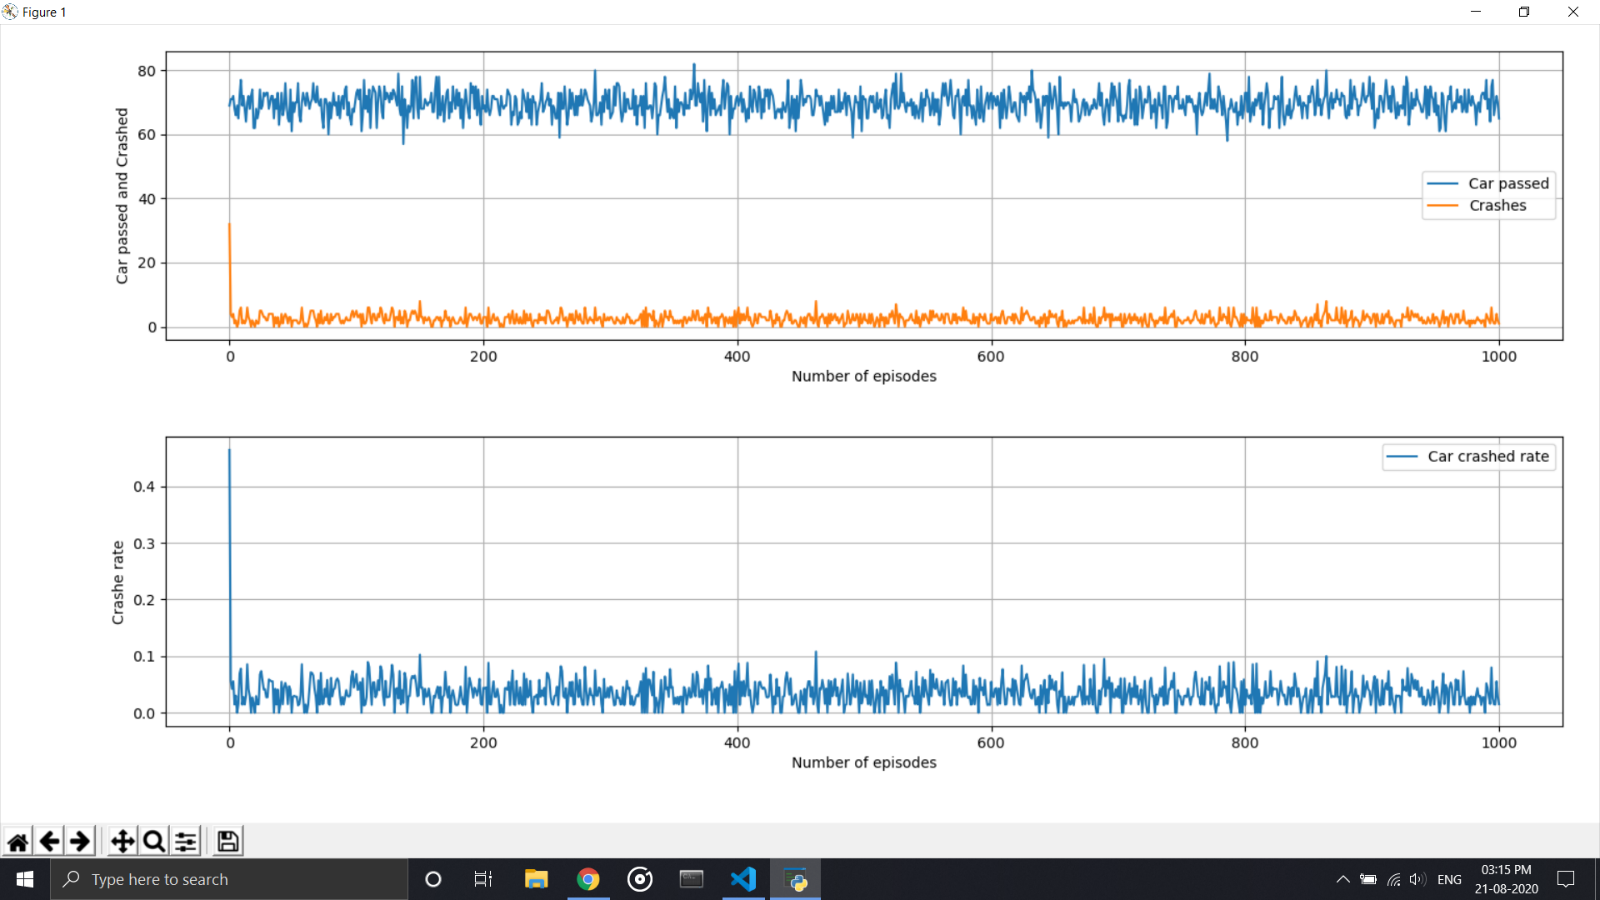 Figure 1
80
60
40
20
0
Car passed and Crashed
Car passed
Crashes
0 200 400 600 800 1000
Number of episodes
Car crashed rate
0.4
0.3
0.2
0.1
0.0
Crashe rate
0 200 400 600 800 1000
Number of episodes
Type here to search
ENG
03:15 PM
21-08-2020